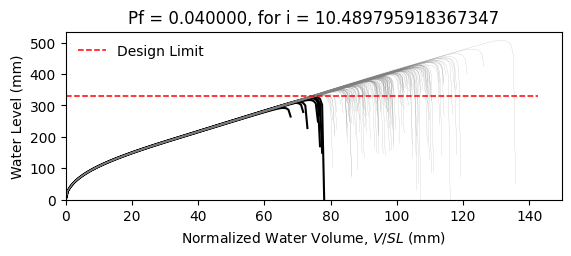 Pf = 0.040000, for i = 10.489795918367347
Design Limit
Water Level (mm)
500
400
300
200
100
0
0 20 40 60 80 100 120 140
Normalized Water Volume, V/SL (mm)